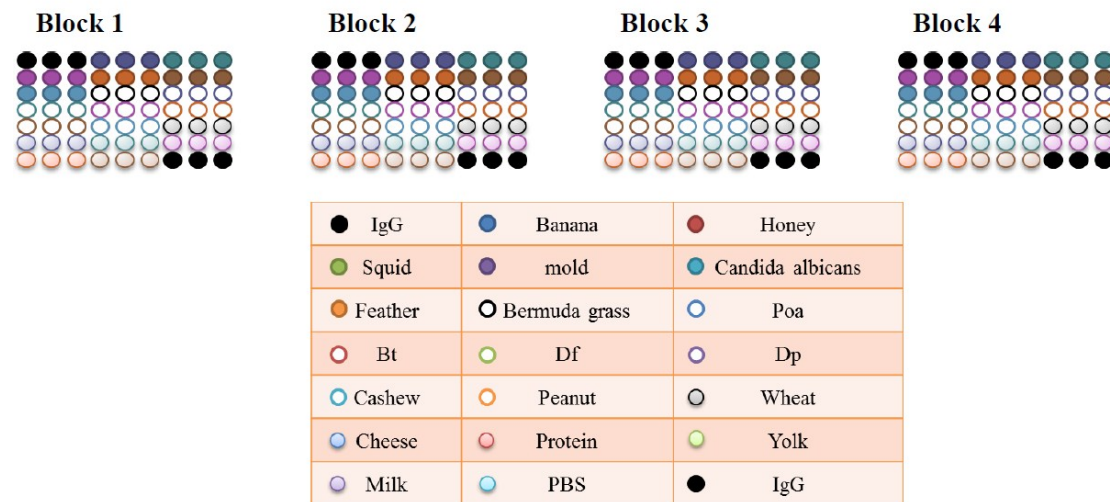 Block 1 Block 2 Block 3 Block 4
IgG Banana Honey
Squid mold Candida albicans
Feather Bermuda grass Poa
Bt Df Dp
Cashew Peanut Wheat
Cheese Protein Yolk
Milk PBS IgG